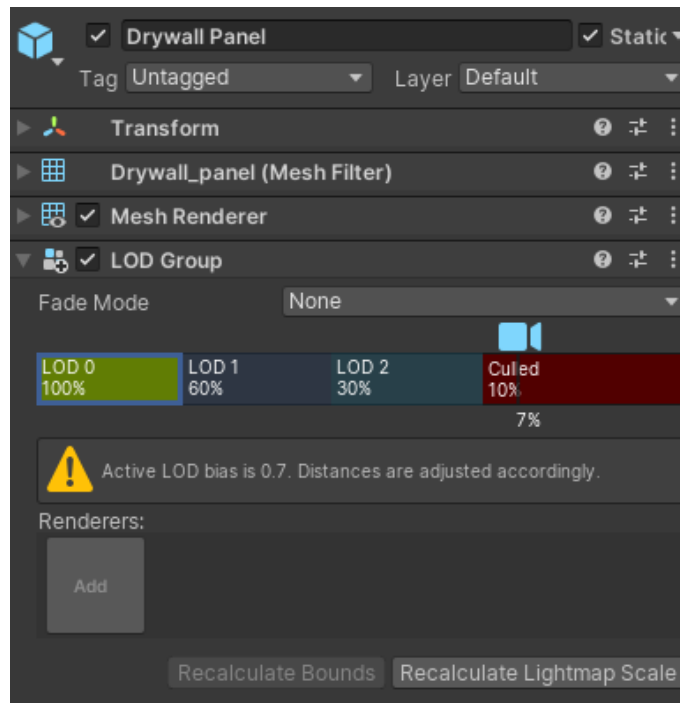 Drywall Panel Static
Tag Untagged Layer Default
Transform
Drywall_panel (Mesh Filter)
Mesh Renderer
LOD Group
Fade Mode None
LOD 0 LOD 1 LOD 2 Culled
100% 60% 30% 10%
7%
Active LOD bias is 0.7. Distances are adjusted accordingly.
Renderers:
Add
Recalculate Bounds Recalculate Lightmap Scale